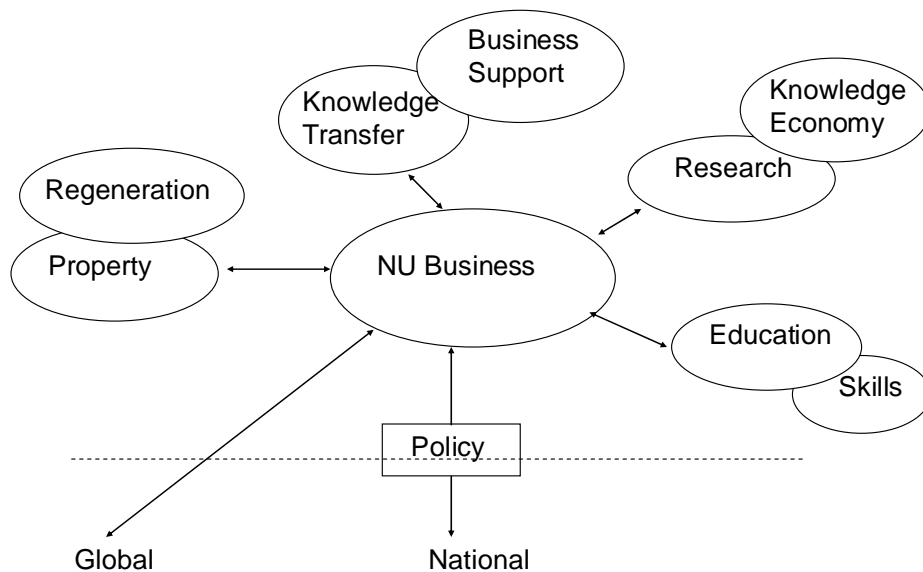 Business
Support
Knowledge
Transfer
Knowledge
Economy
Research
Regeneration
Property
NU Business
Education
Skills
Policy
Global
National